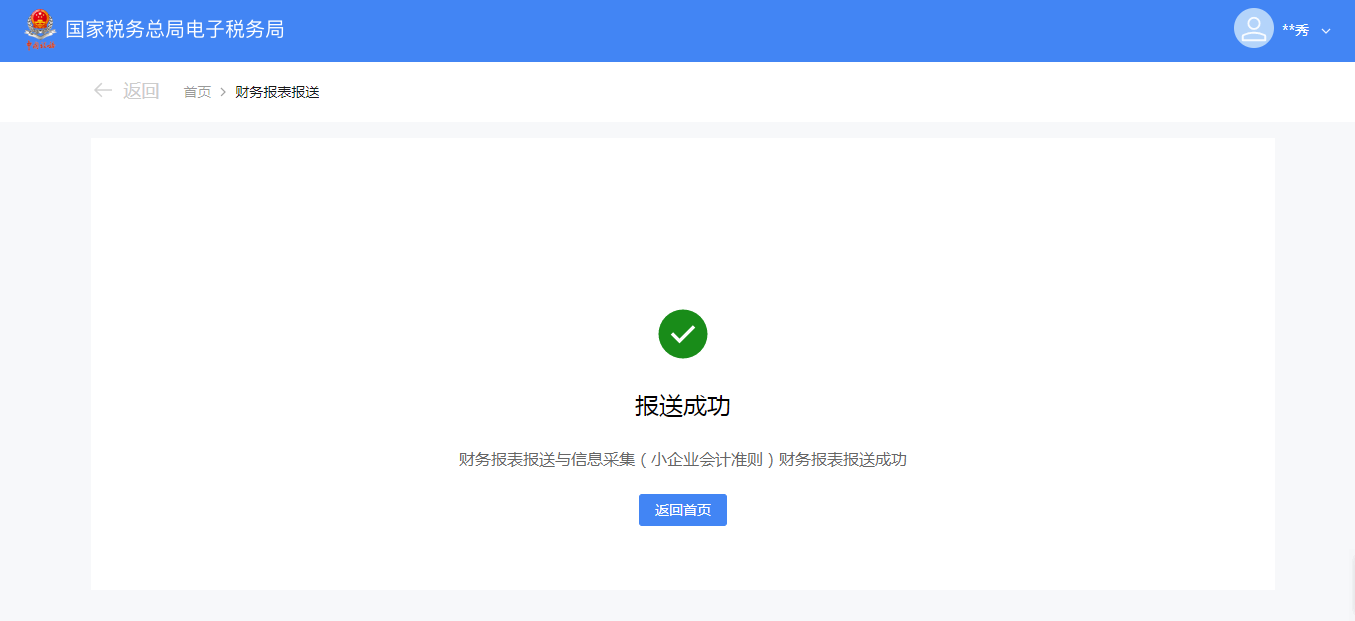 国家税务总局电子税务局
**秀
返回 首页 > 财务报表报送
报送成功
财务报表报送与信息采集(小企业会计准则)财务报表报送成功
返回首页